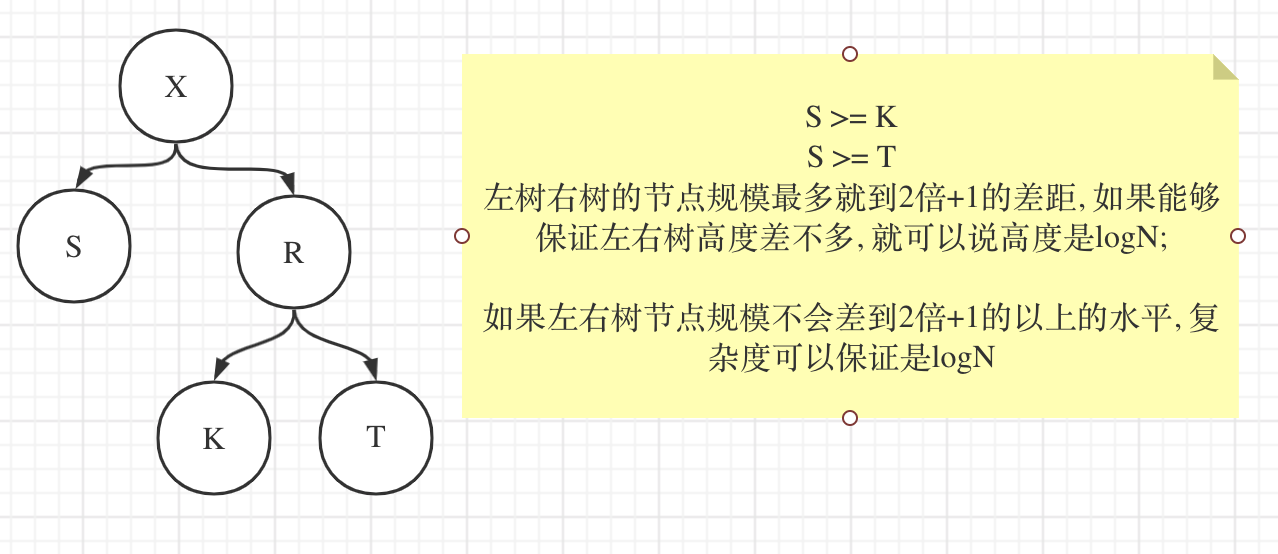 X
S
R
K
T
S >= K
S >= T
左树右树的节点规模最多就到2倍+1的差距, 如果能够
保证左右树高度差不多, 就可以说高度是logN;
如果左右树节点规模不会差到2倍+1的以上的水平, 复
杂度可以保证是logN